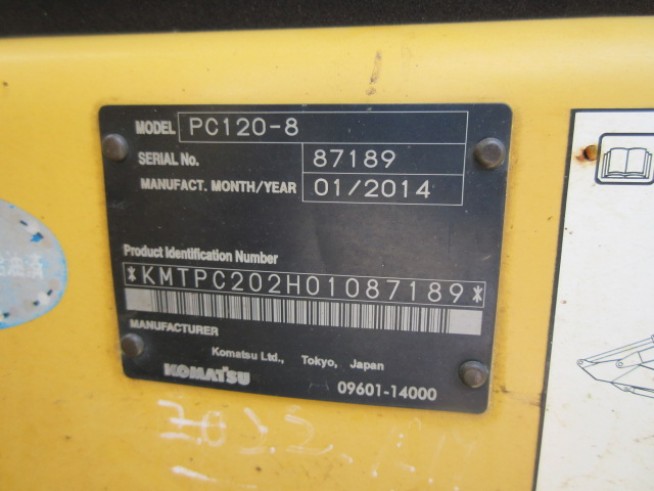 MODEL PC120-8
SERIAL No. 87189
MANUFACT. MONTH/YEAR 01/2014
Product Identification Number
*KMTPC202H01087189*
MANUFACTURER
Komatsu Ltd., Tokyo, Japan
KOMATSU 09601-14000